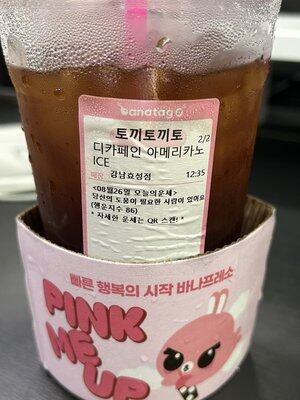 banatag
토끼토끼토
2/2
디카페인 아메리카노
ICE
매장 강남효성점 12:35
<08월26일 오늘의운세>
당신의 도움이 필요한 사람이 있어요
(행운지수 86)
* 자세한 운세는 QR 스캔! *
빠른 행복의 시작 바나프레소
PINK
ME
UP